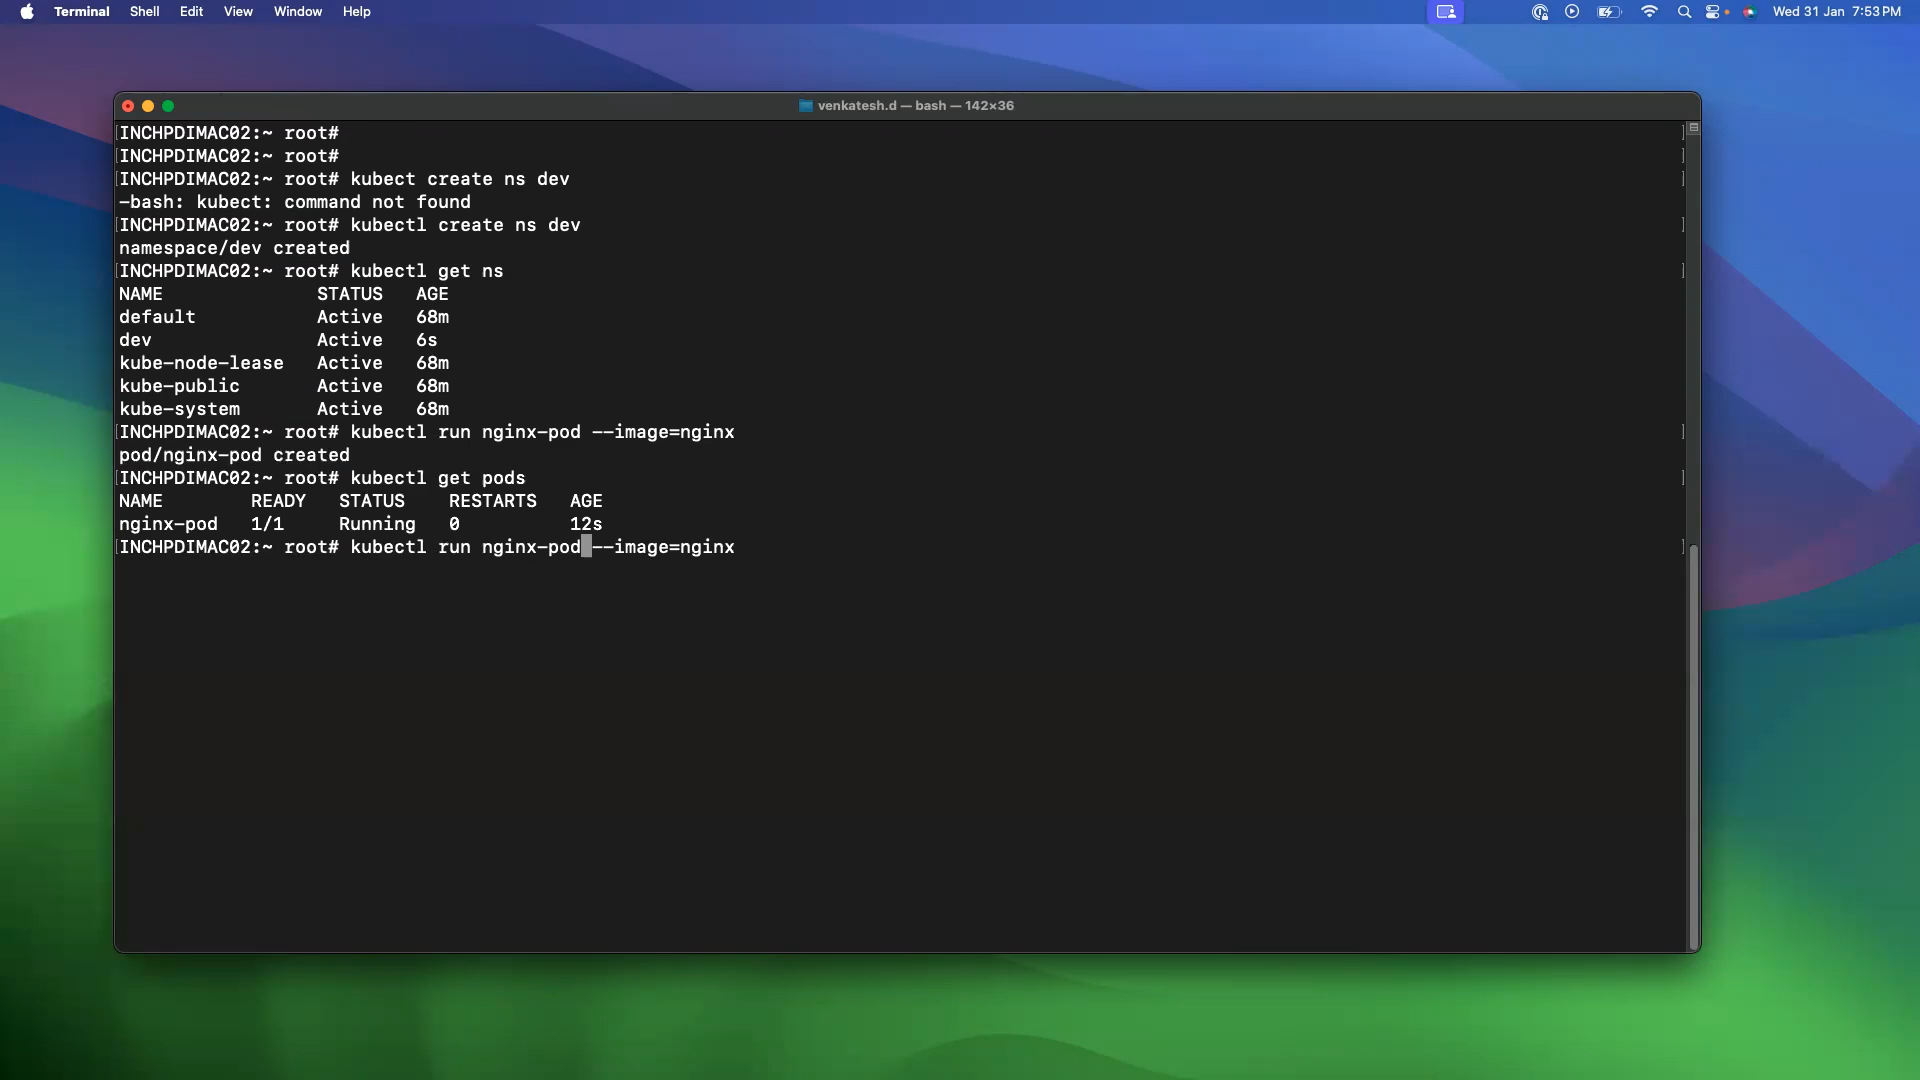 Terminal Shell Edit View Window Help Wed 31 Jan 7:53 PM
venkatesh.d — bash — 142×36
[INCHPDIMAC02:~ root# ]
[INCHPDIMAC02:~ root# ]
[INCHPDIMAC02:~ root# kubect create ns dev ]
-bash: kubect: command not found
[INCHPDIMAC02:~ root# kubectl create ns dev ]
namespace/dev created
[INCHPDIMAC02:~ root# kubectl get ns ]
NAME STATUS AGE
default Active 68m
dev Active 6s
kube-node-lease Active 68m
kube-public Active 68m
kube-system Active 68m
[INCHPDIMAC02:~ root# kubectl run nginx-pod --image=nginx ]
pod/nginx-pod created
[INCHPDIMAC02:~ root# kubectl get pods ]
NAME READY STATUS RESTARTS AGE
nginx-pod 1/1 Running 0 12s
[INCHPDIMAC02:~ root# kubectl run nginx-pod --image=nginx ]